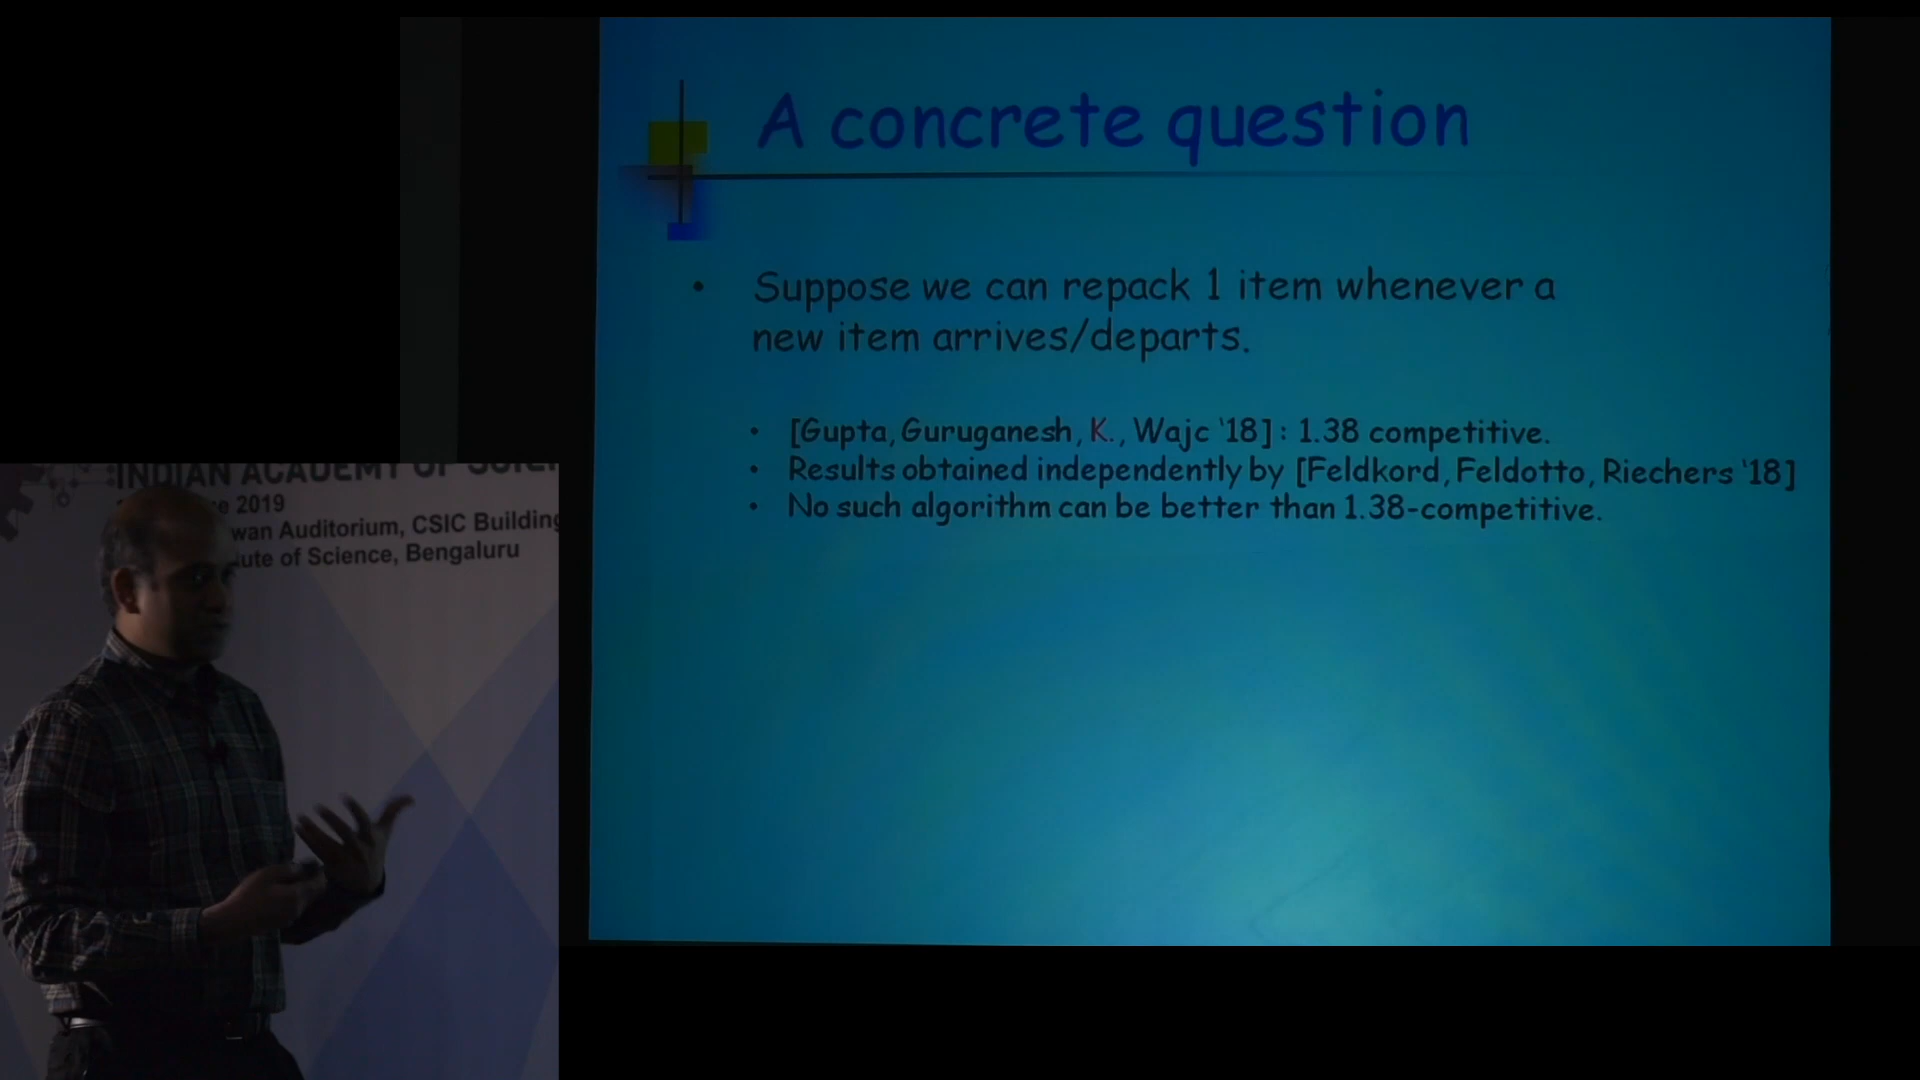 A concrete question
• Suppose we can repack 1 item whenever a
new item arrives/departs.
• [Gupta, Guruganesh, K., Wajc '18] : 1.38 competitive.
• Results obtained independently by [Feldkord, Feldotto, Riechers '18]
• No such algorithm can be better than 1.38-competitive.
INDIAN ACADEMY OF
2019
Auditorium, CSIC Building
of Science, Bengaluru